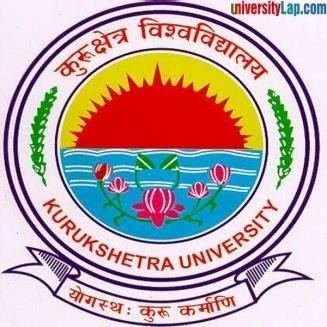 universityLap.com
कुरुक्षेत्र विश्वविद्यालय
KURUKSHETRA UNIVERSITY
योगस्थ: कुरु कर्माणि